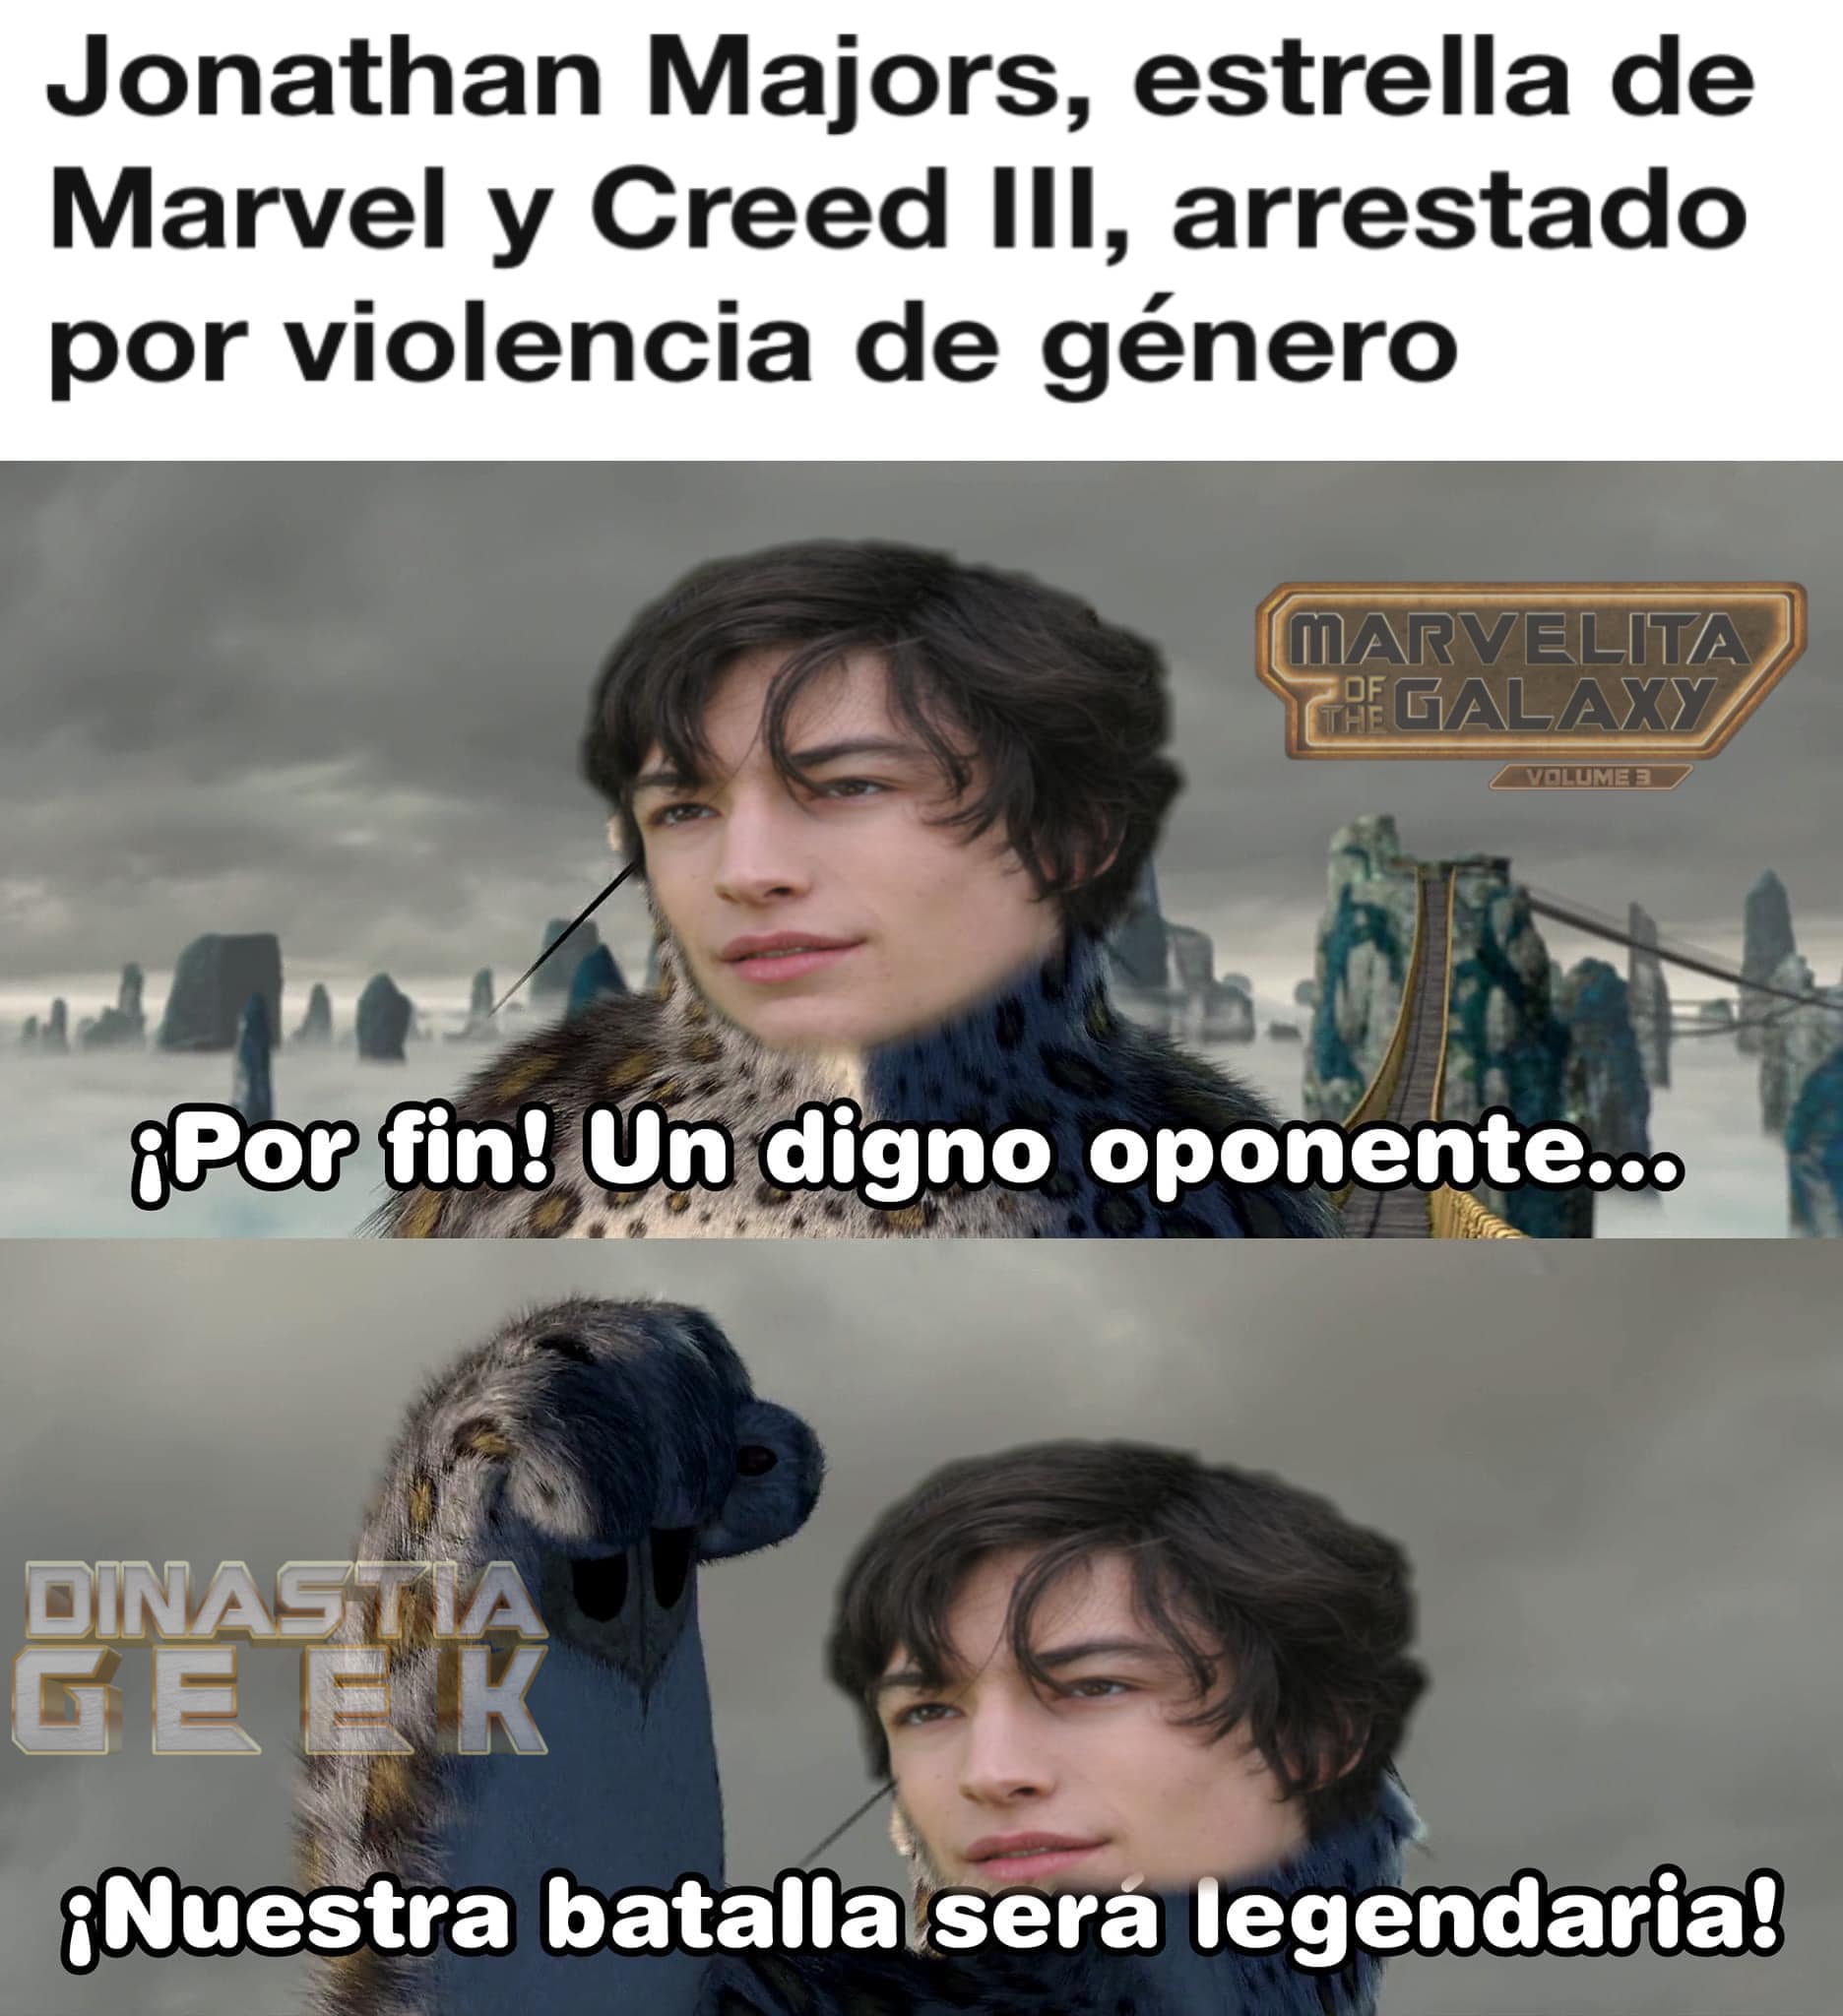 Jonathan Majors, estrella de
Marvel y Creed III, arrestado
por violencia de género
MARVELITA
OF THE GALAXY
VOLUME 3
¡Por fin! Un digno oponente...
DINASTIA
GEEK
¡Nuestra batalla será legendaria!